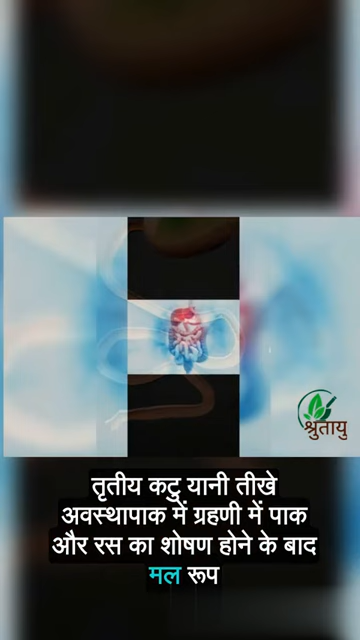 श्रुतायु
तृतीय कटु यानी तीखे
अवस्थापाक में ग्रहणी में पाक
और रस का शोषण होने के बाद
मल रूप